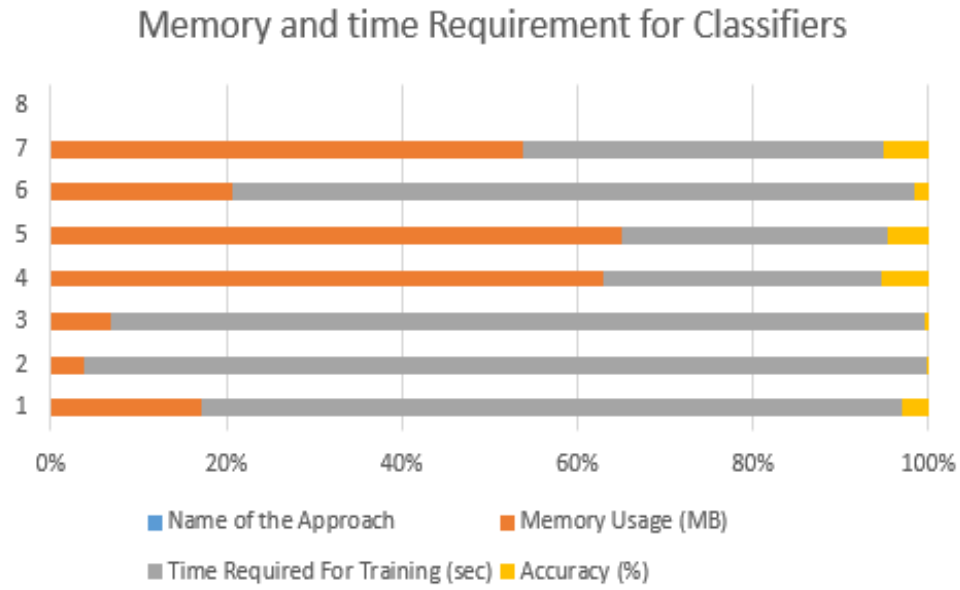 Memory and time Requirement for Classifiers
8
7
6
5
4
3
2
1
0% 20% 40% 60% 80% 100%
Name of the Approach Memory Usage (MB)
Time Required For Training (sec) Accuracy (%)